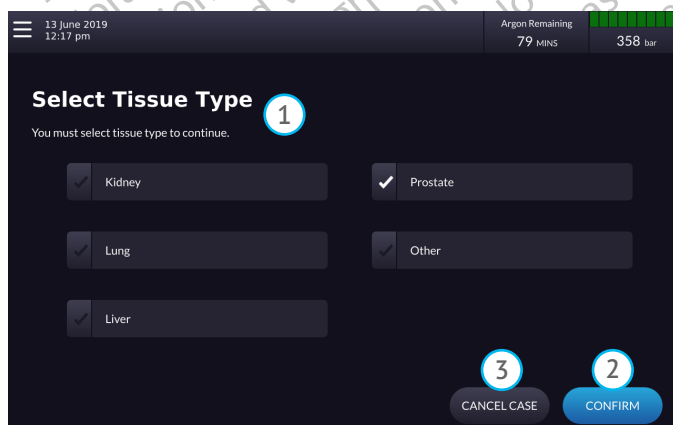 13 June 2019
12:17 pm
Argon Remaining
79 MINS
358 bar
Select Tissue Type
1
You must select tissue type to continue.
Kidney
Prostate
Lung
Other
Liver
3
2
CANCEL CASE
CONFIRM